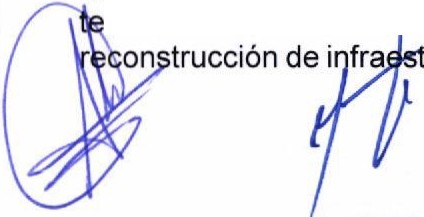 te
reconstrucción de infraest